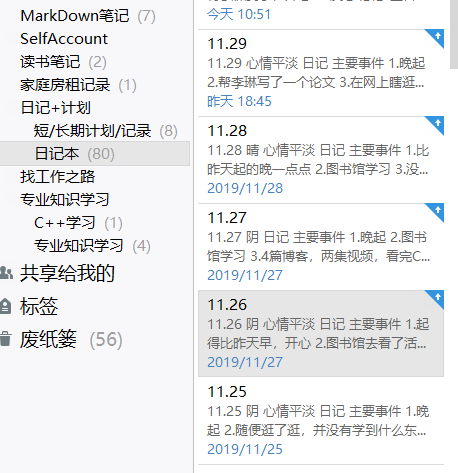 MarkDown笔记 (7)
SelfAccount
读书笔记 (2)
家庭房租记录 (1)
日记+计划
短/长期计划/记录 (8)
日记本 (80)
找工作之路
专业知识学习
C++学习 (1)
专业知识学习 (4)
共享给我的
标签
废纸篓 (56)
今天 10:51
11.29
11.29 心情平淡 日记 主要事件 1.晚起
2.帮李琳写了一个论文 3.在网上瞎逛...
昨天 18:45
11.28
11.28 晴 心情平淡 日记 主要事件 1.比
昨天起的晚一点点 2.图书馆学习 3.没...
2019/11/28
11.27
11.27 阴 日记 主要事件 1.晚起 2.图书
馆学习 3.4篇博客，两集视频，看完C...
2019/11/27
11.26
11.26 阴 心情平淡 日记 主要事件 1.起
得比昨天早，开心 2.图书馆去看了活...
2019/11/27
11.25
11.25 阴 心情平淡 日记 主要事件 1.晚
起 2.随便逛了逛，并没有学到什么东...
2019/11/25